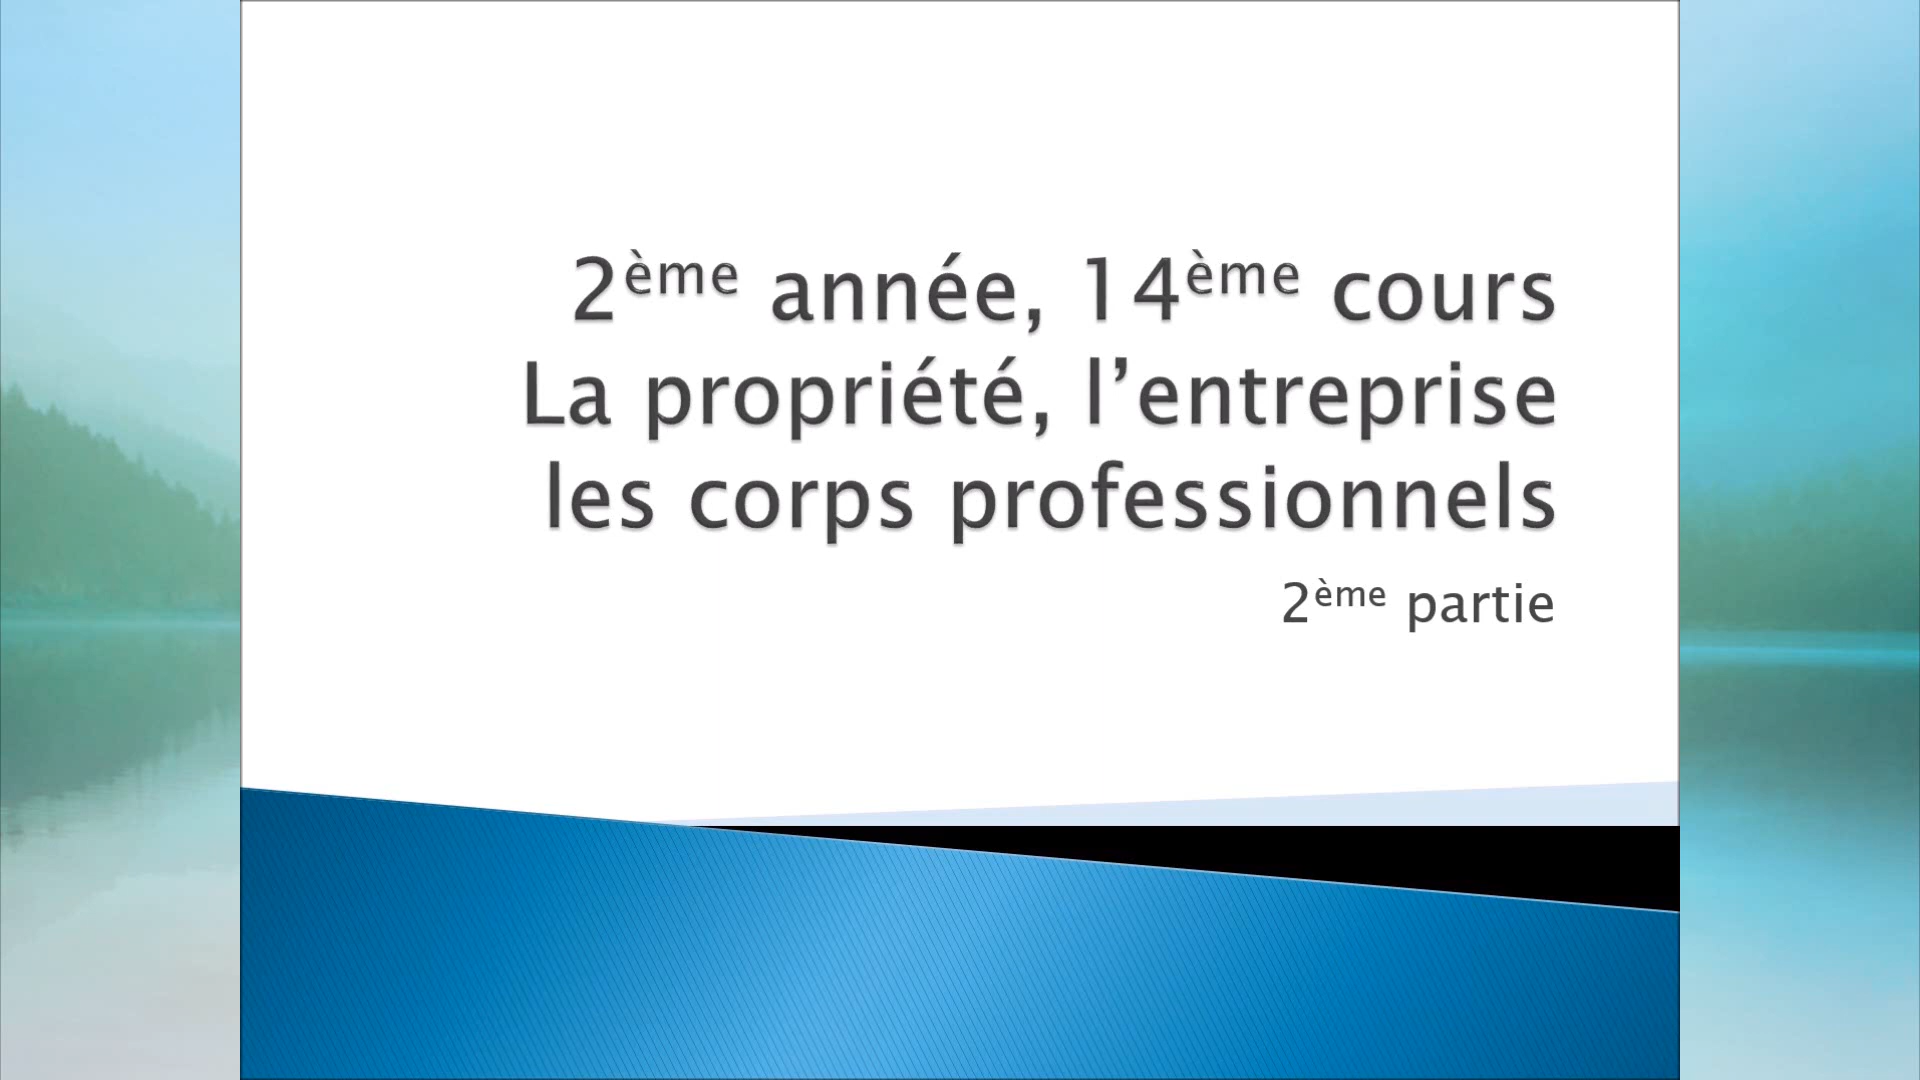 2ème année, 14ème cours
La propriété, l’entreprise
les corps professionnels
2ème partie